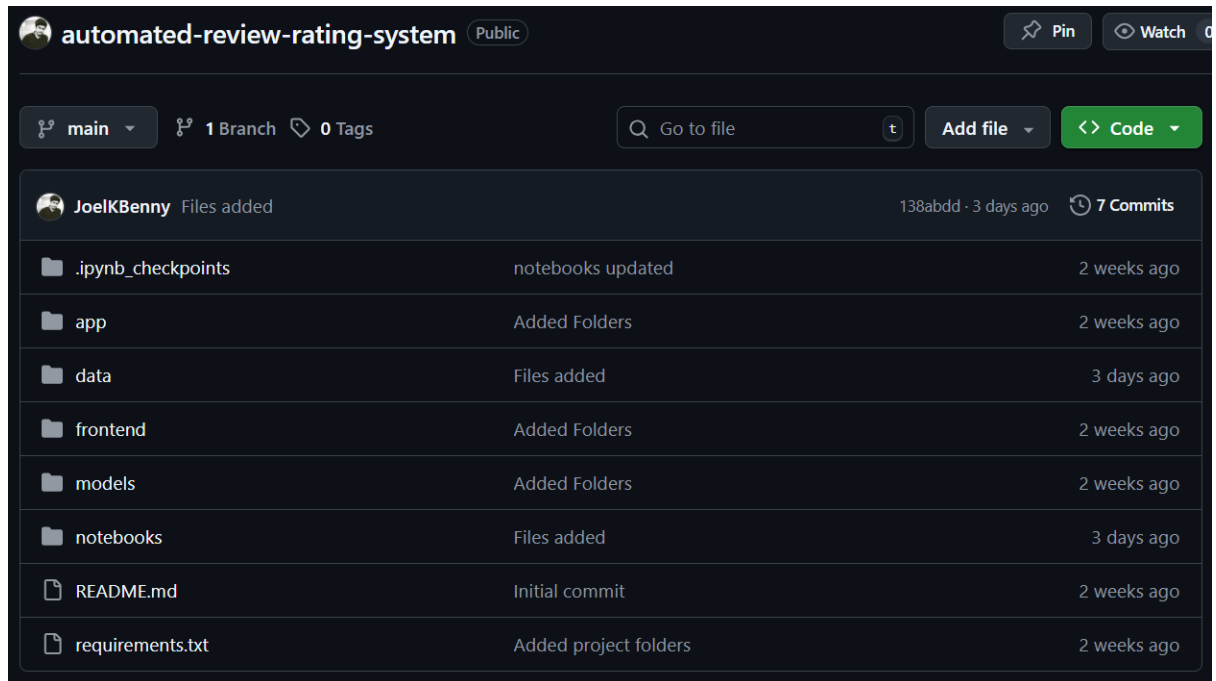 automated-review-rating-system Public Pin Watch 0
main 1 Branch 0 Tags Go to file t Add file Code
JoelKBenny Files added 138abdd · 3 days ago 7 Commits
.ipynb_checkpoints notebooks updated 2 weeks ago
app Added Folders 2 weeks ago
data Files added 3 days ago
frontend Added Folders 2 weeks ago
models Added Folders 2 weeks ago
notebooks Files added 3 days ago
README.md Initial commit 2 weeks ago
requirements.txt Added project folders 2 weeks ago